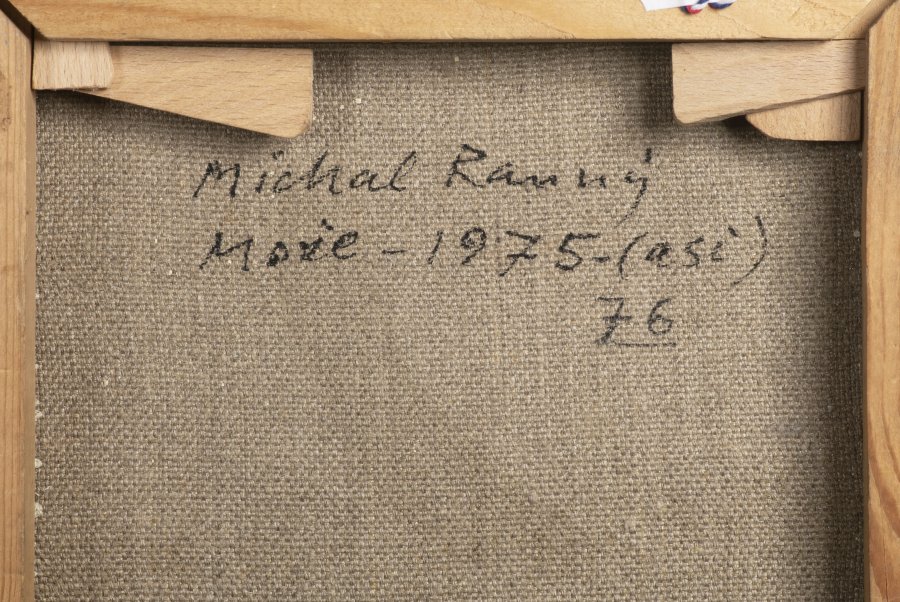 Michal Ranný
Moře - 1975 - (asi)
76